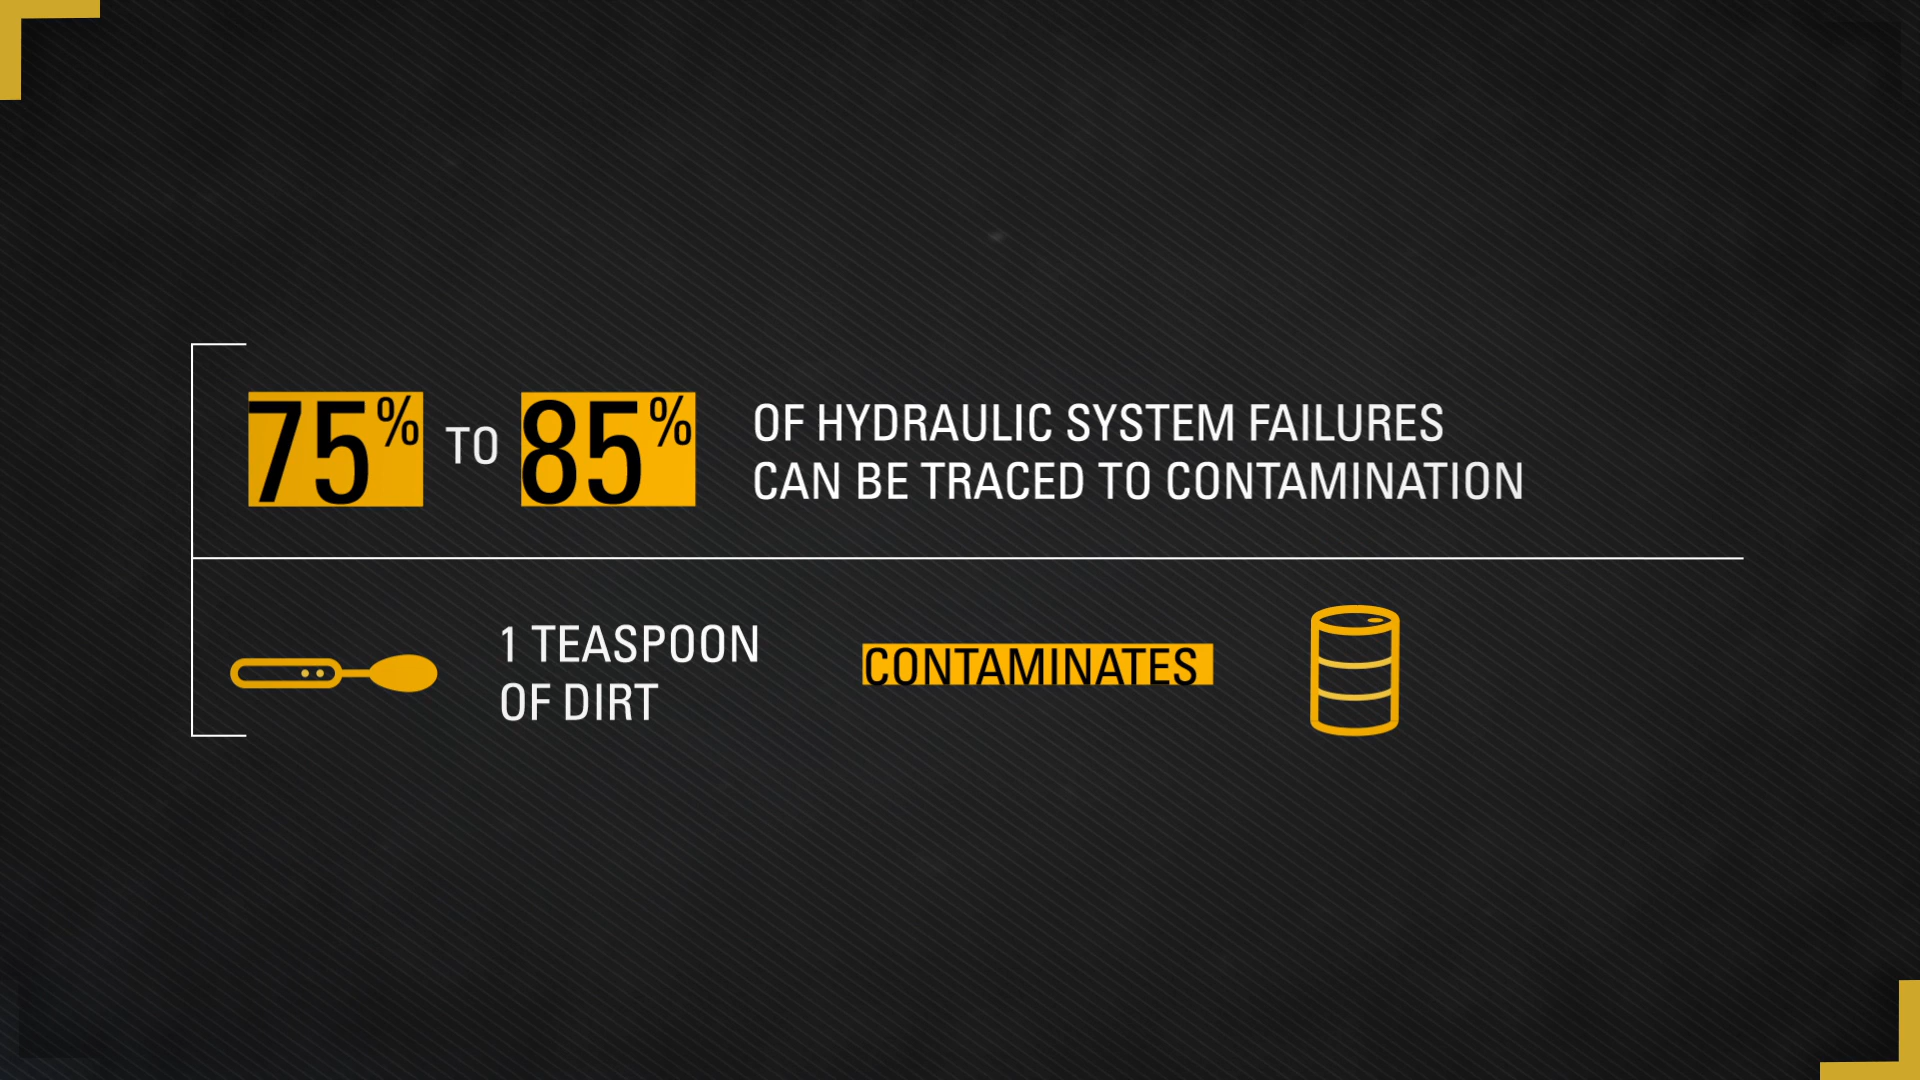 75% TO 85%
OF HYDRAULIC SYSTEM FAILURES
CAN BE TRACED TO CONTAMINATION
1 TEASPOON
OF DIRT
CONTAMINATES